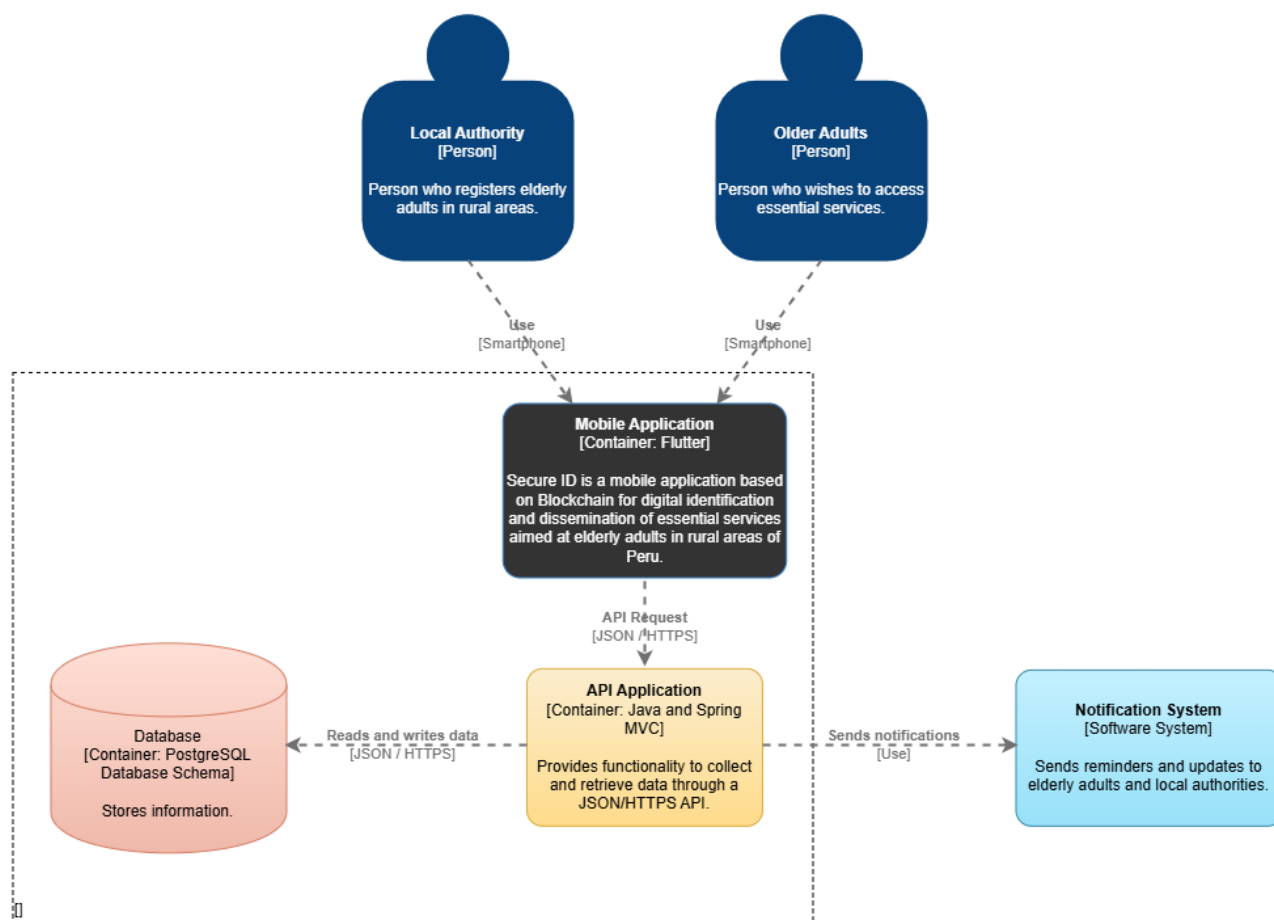 Local Authority
[Person]
Person who registers elderly
adults in rural areas.
Older Adults
[Person]
Person who wishes to access
essential services.
Use
[Smartphone]
Use
[Smartphone]
Mobile Application
[Container: Flutter]
Secure ID is a mobile application based
on Blockchain for digital identification
and dissemination of essential services
aimed at elderly adults in rural areas of
Peru.
API Request
[JSON / HTTPS]
Database
[Container: PostgreSQL
Database Schema]
Stores information.
Reads and writes data
[JSON / HTTPS]
API Application
[Container: Java and Spring
MVC]
Provides functionality to collect
and retrieve data through a
JSON/HTTPS API.
Sends notifications
[Use]
Notification System
[Software System]
Sends reminders and updates to
elderly adults and local authorities.
[]